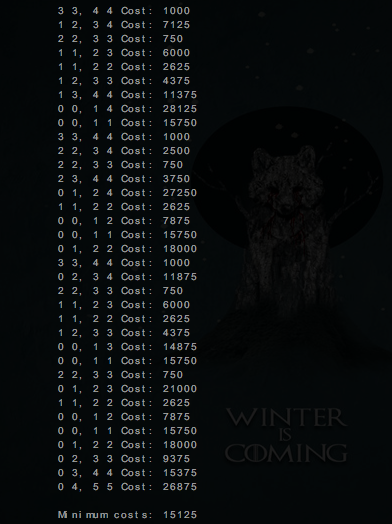 3 3, 4 4 Cost: 1000
1 2, 3 4 Cost: 7125
2 2, 3 3 Cost: 750
1 1, 2 3 Cost: 6000
1 1, 2 2 Cost: 2625
1 2, 3 3 Cost: 4375
1 3, 4 4 Cost: 11375
0 0, 1 4 Cost: 28125
0 0, 1 1 Cost: 15750
3 3, 4 4 Cost: 1000
2 2, 3 4 Cost: 2500
2 2, 3 3 Cost: 750
2 3, 4 4 Cost: 3750
0 1, 2 4 Cost: 27250
1 1, 2 2 Cost: 2625
0 0, 1 2 Cost: 7875
0 0, 1 1 Cost: 15750
0 1, 2 2 Cost: 18000
3 3, 4 4 Cost: 1000
0 2, 3 4 Cost: 11875
2 2, 3 3 Cost: 750
1 1, 2 3 Cost: 6000
1 1, 2 2 Cost: 2625
1 2, 3 3 Cost: 4375
0 0, 1 3 Cost: 14875
0 0, 1 1 Cost: 15750
2 2, 3 3 Cost: 750
0 1, 2 3 Cost: 21000
1 1, 2 2 Cost: 2625
0 0, 1 2 Cost: 7875
0 0, 1 1 Cost: 15750
0 1, 2 2 Cost: 18000
0 2, 3 3 Cost: 9375
0 3, 4 4 Cost: 15375
0 4, 5 5 Cost: 26875
Minimum costs: 15125
WINTER
IS
COMING